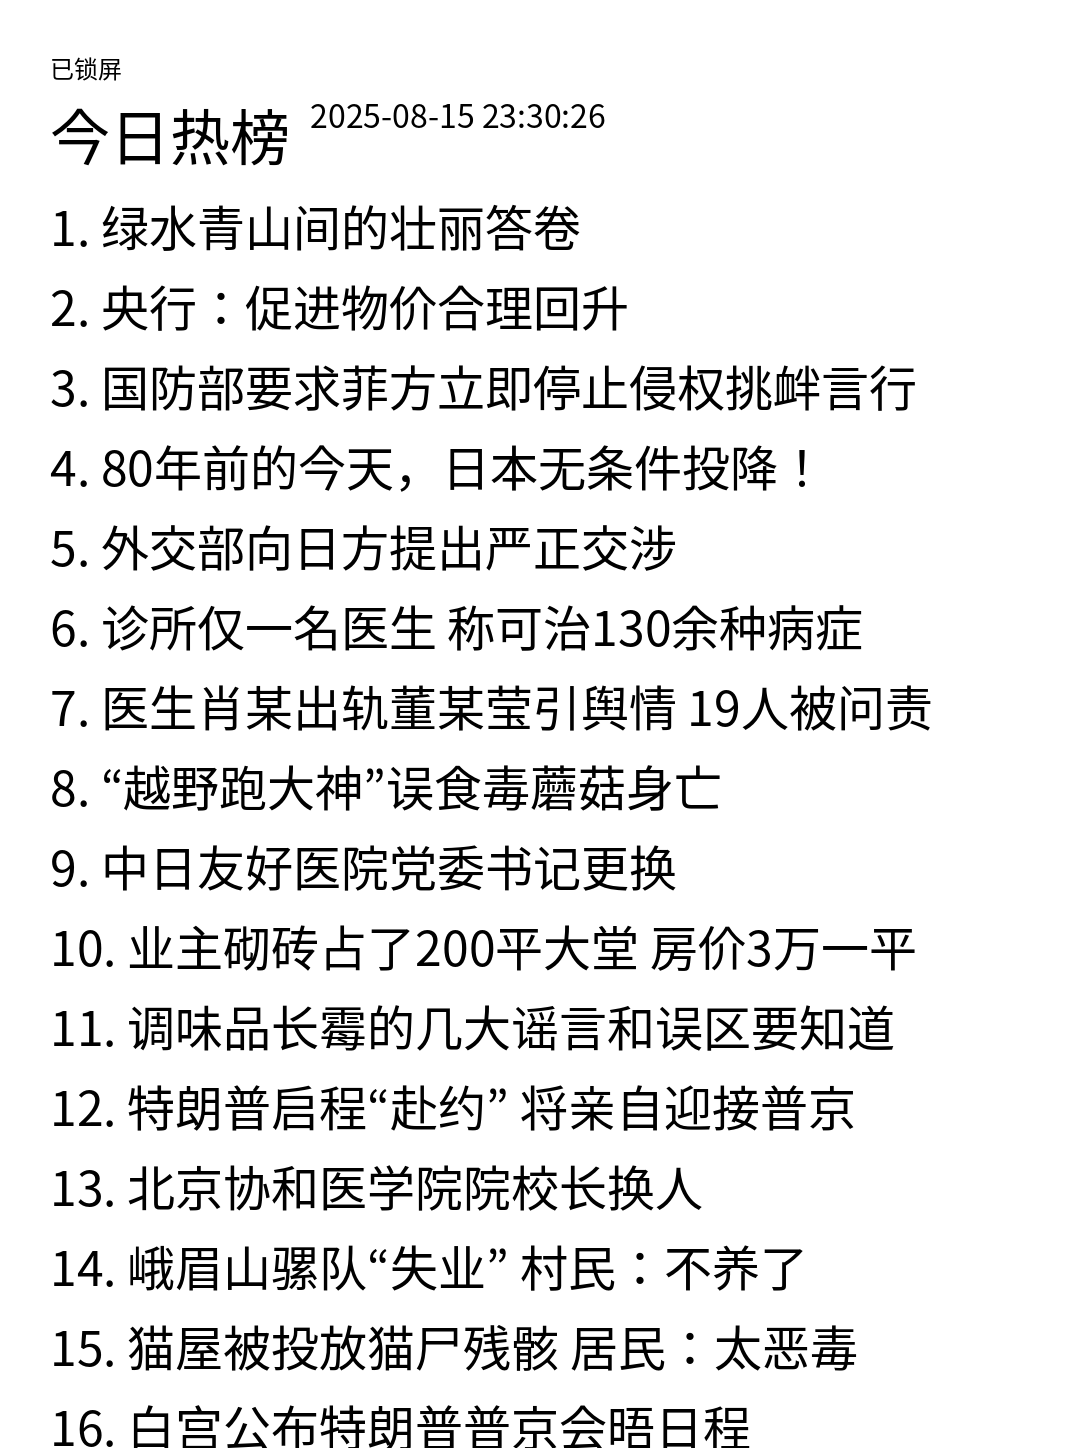 已锁屏
今日热榜 2025-08-15 23:30:26
1. 绿水青山间的壮丽答卷
2. 央行：促进物价合理回升
3. 国防部要求菲方立即停止侵权挑衅言行
4. 80年前的今天，日本无条件投降！
5. 外交部向日方提出严正交涉
6. 诊所仅一名医生 称可治130余种病症
7. 医生肖某出轨董某莹引舆情 19人被问责
8. “越野跑大神”误食毒蘑菇身亡
9. 中日友好医院党委书记更换
10. 业主砌砖占了200平大堂 房价3万一平
11. 调味品长霉的几大谣言和误区要知道
12. 特朗普启程“赴约” 将亲自迎接普京
13. 北京协和医学院院校长换人
14. 峨眉山骡队“失业” 村民：不养了
15. 猫屋被投放猫尸残骸 居民：太恶毒
16. 白宫公布特朗普普京会晤日程